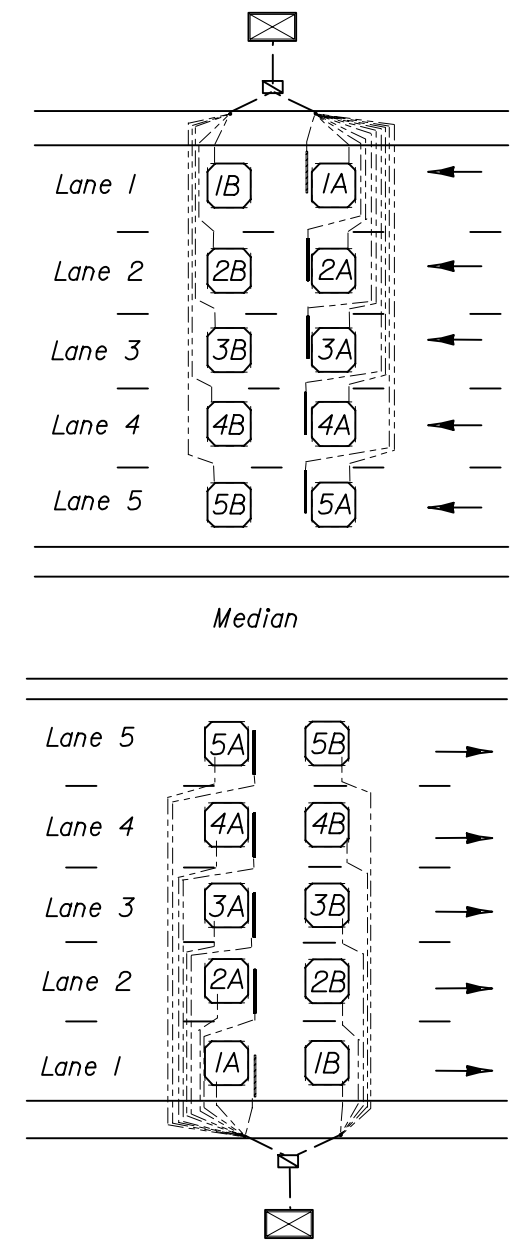 Lane 1 1B 1A
Lane 2 2B 2A
Lane 3 3B 3A
Lane 4 4B 4A
Lane 5 5B 5A
Median
Lane 5 5A 5B
Lane 4 4A 4B
Lane 3 3A 3B
Lane 2 2A 2B
Lane 1 1A 1B